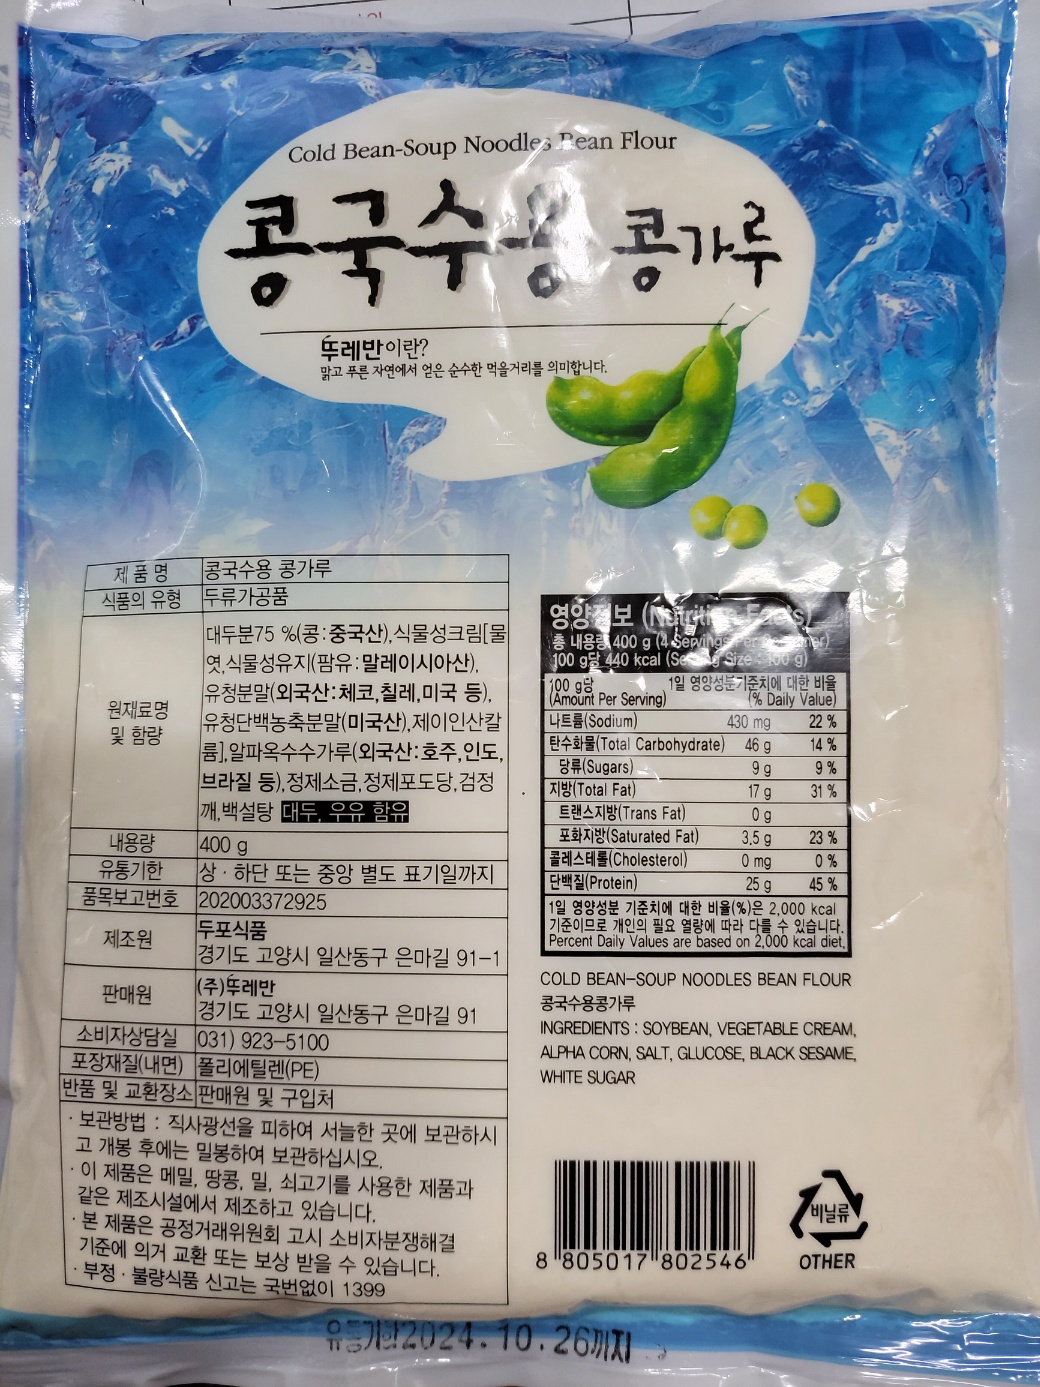 Cold Bean-Soup Noodles Bean Flour
콩국수용 콩가루
뚜레반이란?
맑고 푸른 자연에서 얻은 순수한 먹을거리를 의미합니다.
제 품 명 콩국수용 콩가루
식품의 유형 두류가공품
원재료명 및 함량
대두분75 %(콩:중국산),식물성크림[물
엿,식물성유지(팜유:말레이시아산),
유청분말(외국산:체코,칠레,미국 등),
유청단백농축분말(미국산),제이인산칼
륨],알파옥수수가루(외국산:호주,인도,
브라질 등),정제소금,정제포도당,검정
깨,백설탕 대두, 우유 함유
내용량 400 g
유통기한 상 · 하단 또는 중앙 별도 표기일까지
품목보고번호 202003372925
제조원 두포식품
경기도 고양시 일산동구 은마길 91-1
판매원 (주)뚜레반
경기도 고양시 일산동구 은마길 91
소비자상담실 031) 923-5100
포장재질(내면) 폴리에틸렌(PE)
반품 및 교환장소 판매원 및 구입처
· 보관방법 : 직사광선을 피하여 서늘한 곳에 보관하시
고 개봉 후에는 밀봉하여 보관하십시오.
· 이 제품은 메밀, 땅콩, 밀, 쇠고기를 사용한 제품과
같은 제조시설에서 제조하고 있습니다.
· 본 제품은 공정거래위원회 고시 소비자분쟁해결
기준에 의거 교환 또는 보상 받을 수 있습니다.
· 부정 · 불량식품 신고는 국번없이 1399
영양정보 (Nutrition Facts)
총 내용량 400 g (4 Servings Per Container)
100 g당 440 kcal (Serving Size : 100 g)
100 g당 1일 영양성분기준치에 대한 비율
(Amount Per Serving) (% Daily Value)
나트륨(Sodium) 430 mg 22 %
탄수화물(Total Carbohydrate) 46 g 14 %
당류(Sugars) 9 g 9 %
지방(Total Fat) 17 g 31 %
트랜스지방(Trans Fat) 0 g
포화지방(Saturated Fat) 3.5 g 23 %
콜레스테롤(Cholesterol) 0 mg 0 %
단백질(Protein) 25 g 45 %
1일 영양성분 기준치에 대한 비율(%)은 2,000 kcal
기준이므로 개인의 필요 열량에 따라 다를 수 있습니다.
Percent Daily Values are based on 2,000 kcal diet.
COLD BEAN-SOUP NOODLES BEAN FLOUR
콩국수용콩가루
INGREDIENTS : SOYBEAN, VEGETABLE CREAM,
ALPHA CORN, SALT, GLUCOSE, BLACK SESAME,
WHITE SUGAR
8 805017 802546
비닐류
OTHER
유통기한2024.10.26까지